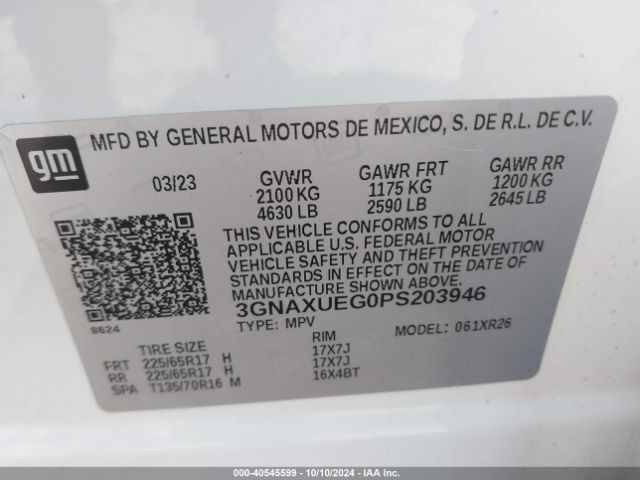 gm
MFD BY GENERAL MOTORS DE MEXICO, S. DE R.L. DE C.V.
03/23 GVWR GAWR FRT GAWR RR
2100 KG 1175 KG 1200 KG
4630 LB 2590 LB 2645 LB
THIS VEHICLE CONFORMS TO ALL
APPLICABLE U.S. FEDERAL MOTOR
VEHICLE SAFETY AND THEFT PREVENTION
STANDARDS IN EFFECT ON THE DATE OF
MANUFACTURE SHOWN ABOVE.
3GNAXUEG0PS203946
8624
TYPE: MPV MODEL: 061XR26
TIRE SIZE RIM
FRT 225/65R17 H 17X7J
RR 225/65R17 H 17X7J
SPA T135/70R16 M 16X4BT
000-40545599 - 10/10/2024 - IAA Inc.